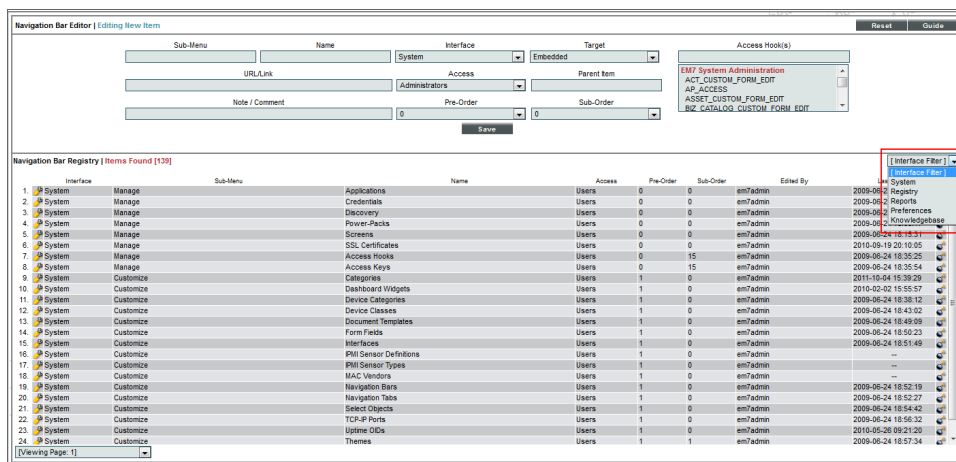 Navigation Bar Editor | Editing New Item
Reset Guide
Sub-Menu Name Interface Target Access Hook(s)
System Embedded
EM7 System Administration
ACT_CUSTOM_FORM_EDIT
AP_ACCESS
ASSET_CUSTOM_FORM_EDIT
BIZ_CATALOG_CUSTOM_FORM_EDIT
URL/Link Access Parent Item
Administrators
Note / Comment Pre-Order Sub-Order
0 0
Save
Navigation Bar Registry | Items Found [139]
[ Interface Filter ]
[ Interface Filter ]
System
Registry
Reports
Preferences
Knowledgebase
Interface Sub-Menu Name Access Pre-Order Sub-Order Edited By
1. System Manage Applications Users 0 0 em7admin 2009-06-2
2. System Manage Credentials Users 0 0 em7admin 2009-06-2
3. System Manage Discovery Users 0 0 em7admin 2009-06-2
4. System Manage Power-Packs Users 0 0 em7admin 2009-06-2
5. System Manage Screens Users 0 0 em7admin 2009-06-24 18:15:31
6. System Manage SSL Certificates Users 0 0 em7admin 2010-09-19 20:10:05
7. System Manage Access Hooks Users 0 15 em7admin 2009-06-24 18:35:25
8. System Manage Access Keys Users 0 15 em7admin 2009-06-24 18:35:54
9. System Customize Categories Users 1 0 em7admin 2011-10-04 15:39:29
10. System Customize Dashboard Widgets Users 1 0 em7admin 2010-02-02 15:55:57
11. System Customize Device Categories Users 1 0 em7admin 2009-06-24 18:38:12
12. System Customize Device Classes Users 1 0 em7admin 2009-06-24 18:43:02
13. System Customize Document Templates Users 1 0 em7admin 2009-06-24 18:49:09
14. System Customize Form Fields Users 1 0 em7admin 2009-06-24 18:50:23
15. System Customize Interfaces Users 1 0 em7admin 2009-06-24 18:51:49
16. System Customize IPMI Sensor Definitions Users 1 0 em7admin --
17. System Customize IPMI Sensor Types Users 1 0 em7admin --
18. System Customize MAC Vendors Users 1 0 em7admin --
19. System Customize Navigation Bars Users 1 0 em7admin 2009-06-24 18:52:19
20. System Customize Navigation Tabs Users 1 0 em7admin 2009-06-24 18:52:27
21. System Customize Select Objects Users 1 0 em7admin 2009-06-24 18:54:42
22. System Customize TCP-IP Ports Users 1 0 em7admin 2009-06-24 18:56:32
23. System Customize Uptime OIDs Users 1 0 em7admin 2010-05-26 09:21:20
24. System Customize Themes Users 1 1 em7admin 2009-06-24 18:57:34
[Viewing Page: 1]